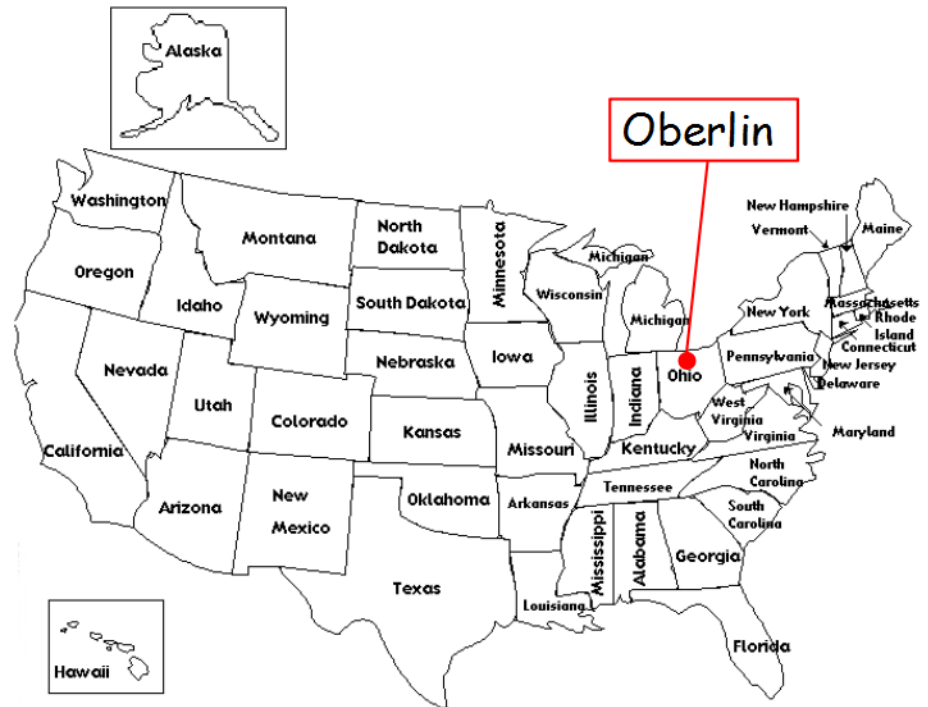 Alaska
Oberlin
Washington
Montana
North
Dakota
Minnesota
Michigan
New Hampshire
Vermont
Maine
Oregon
Idaho
Wyoming
South Dakota
Wisconsin
Michigan
New York
Massachusetts
Rhode
Island
Connecticut
Nevada
Utah
Colorado
Nebraska
Iowa
Illinois
Indiana
Ohio
Pennsylvania
New Jersey
Delaware
California
Kansas
Missouri
Kentucky
West
Virginia
Virginia
Maryland
Arizona
New
Mexico
Oklahoma
Arkansas
Tennessee
North
Carolina
South
Carolina
Texas
Louisiana
Mississippi
Alabama
Georgia
Florida
Hawaii